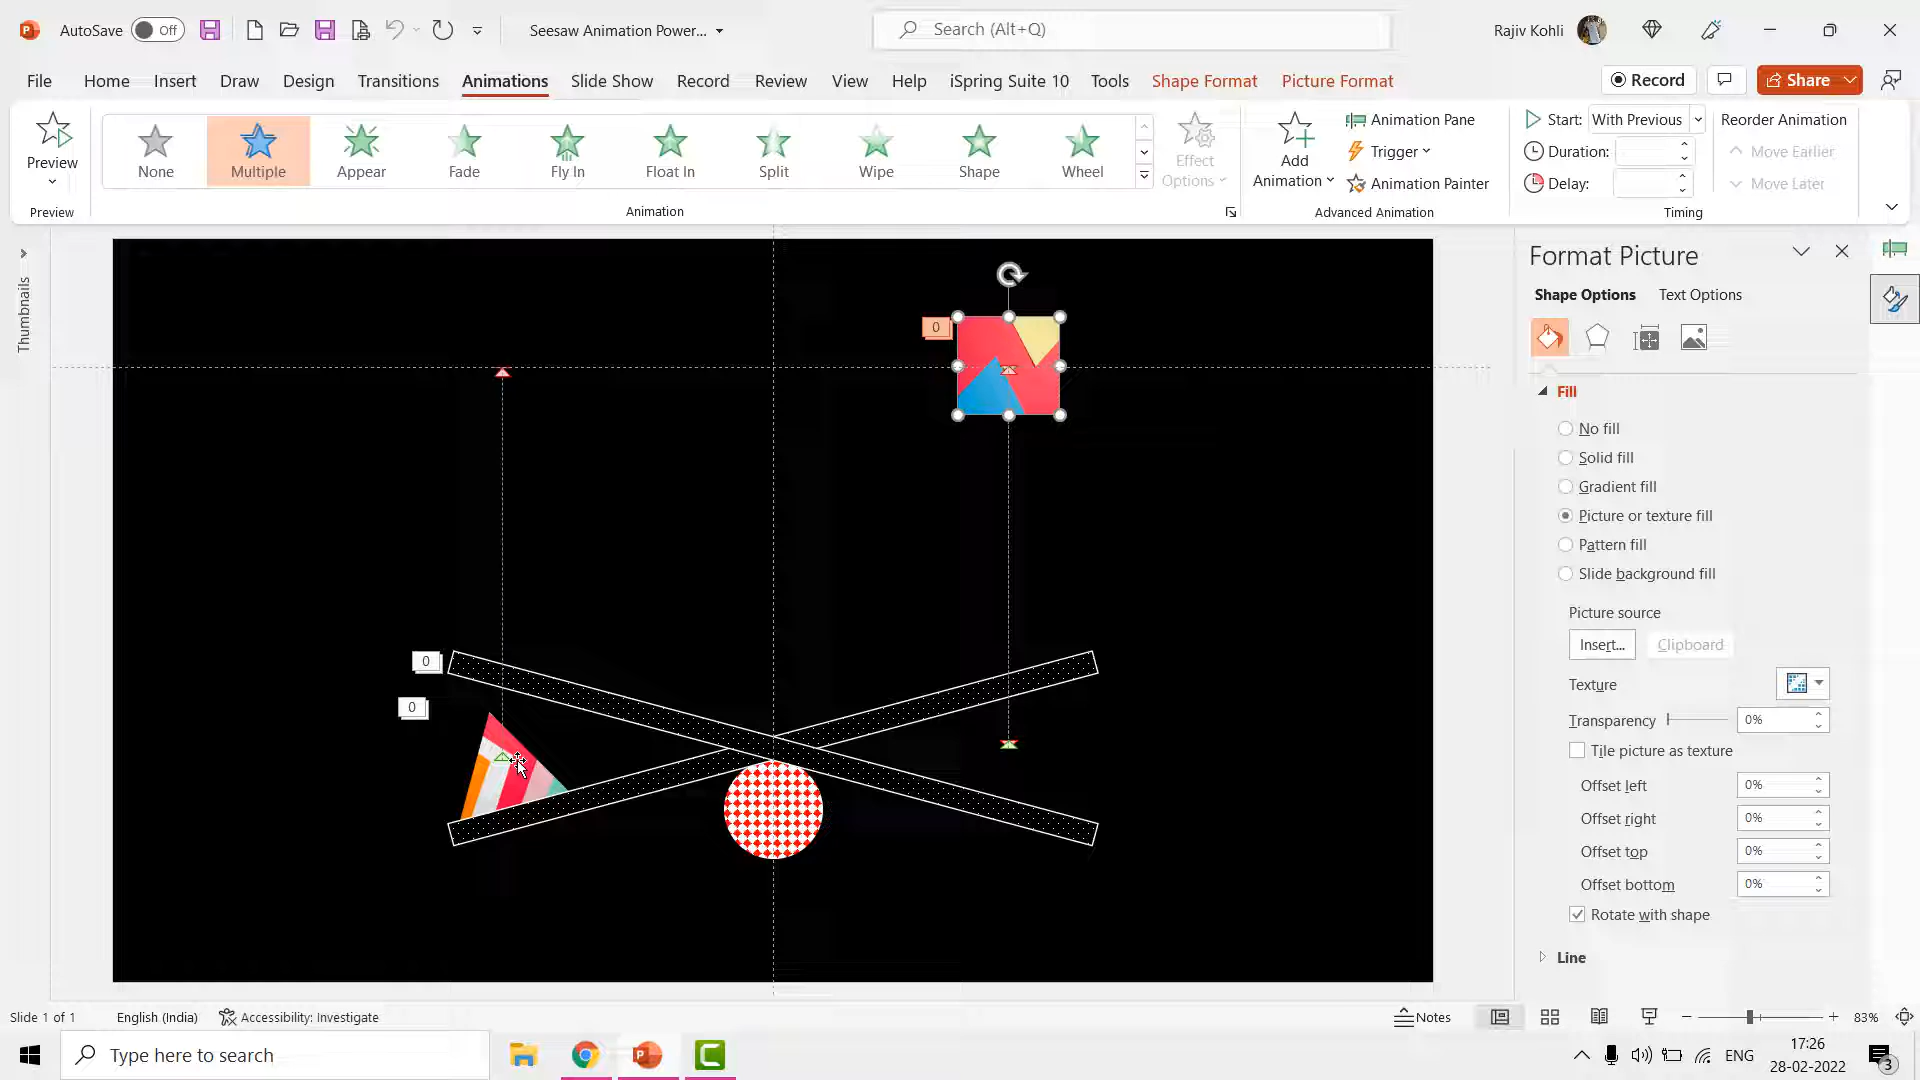 AutoSave Off Seesaw Animation Power... Search (Alt+Q) Rajiv Kohli
File Home Insert Draw Design Transitions Animations Slide Show Record Review View Help iSpring Suite 10 Tools Shape Format Picture Format Record Share
Preview None Multiple Appear Fade Fly In Float In Split Wipe Shape Wheel Effect Options Add Animation
Animation Pane
Trigger
Animation Painter
Start: With Previous
Duration:
Delay:
Reorder Animation
Move Earlier
Move Later
Preview Animation Advanced Animation Timing
Thumbnails
0
0
0
Format Picture
Shape Options Text Options
Fill
No fill
Solid fill
Gradient fill
Picture or texture fill
Pattern fill
Slide background fill
Picture source
Insert... Clipboard
Texture
Transparency 0%
Tile picture as texture
Offset left 0%
Offset right 0%
Offset top 0%
Offset bottom 0%
Rotate with shape
Line
Slide 1 of 1 English (India) Accessibility: Investigate Notes 83%
Type here to search ENG 17:26
28-02-2022
3